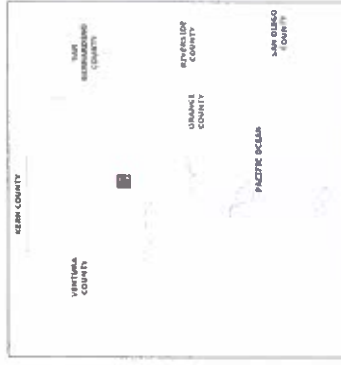 KERN COUNTY
VENTURA
COUNTY
SAN
BERNARDINO
COUNTY
RIVERSIDE
COUNTY
ORANGE
COUNTY
SAN DIEGO
COUNTY
PACIFIC OCEAN